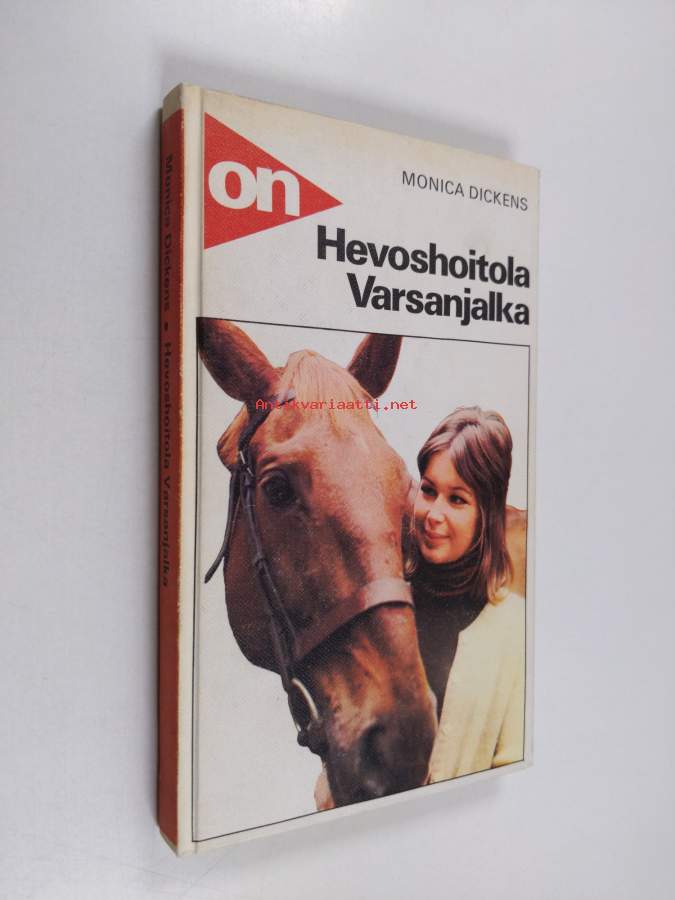 on
MONICA DICKENS
Hevoshoitola
Varsanjalka
Antikvariaatti.net
Monica Dickens • Hevoshoitola Varsanjalka